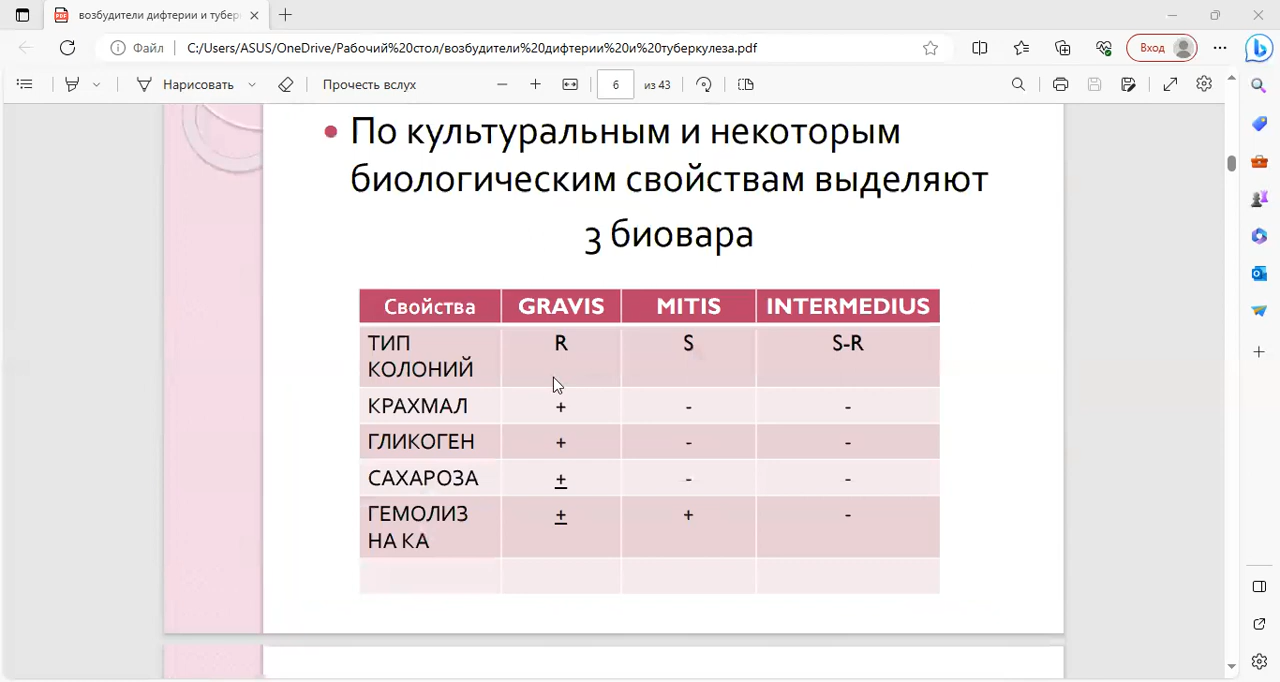 возбудители дифтерии и тубер
Файл C:/Users/ASUS/OneDrive/Рабочий%20стол/возбудители%20дифтерии%20и%20туберкулеза.pdf Вход
Нарисовать Прочесть вслух 6 из 43
• По культуральным и некоторым
биологическим свойствам выделяют
3 биовара
Свойства GRAVIS MITIS INTERMEDIUS
ТИП R S S-R
КОЛОНИЙ
КРАХМАЛ + - -
ГЛИКОГЕН + - -
САХАРОЗА ± - -
ГЕМОЛИЗ ± + -
НА КА